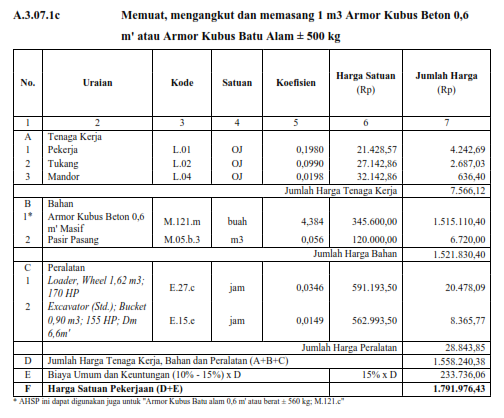 A.3.07.1c Memuat, mengangkut dan memasang 1 m3 Armor Kubus Beton 0,6
m' atau Armor Kubus Batu Alam ± 500 kg
No. Uraian Kode Satuan Koefisien Harga Satuan (Rp) Jumlah Harga (Rp)
1 2 3 4 5 6 7
A Tenaga Kerja
1 Pekerja L.01 OJ 0,1980 21.428,57 4.242,69
2 Tukang L.02 OJ 0,0990 27.142,86 2.687,03
3 Mandor L.04 OJ 0,0198 32.142,86 636,40
Jumlah Harga Tenaga Kerja 7.566,12
B Bahan
1* Armor Kubus Beton 0,6 m' Masif M.121.m buah 4,384 345.600,00 1.515.110,40
2 Pasir Pasang M.05.b.3 m3 0,056 120.000,00 6.720,00
Jumlah Harga Bahan 1.521.830,40
C Peralatan
1 Loader, Wheel 1,62 m3; 170 HP E.27.c jam 0,0346 591.193,50 20.478,09
2 Excavator (Std.); Bucket 0,90 m3; 155 HP; Dm 6,6m' E.15.e jam 0,0149 562.993,50 8.365,77
Jumlah Harga Peralatan 28.843,85
D Jumlah Harga Tenaga Kerja, Bahan dan Peralatan (A+B+C) 1.558.240,38
E Biaya Umum dan Keuntungan (10% - 15%) x D 15% x D 233.736,06
F Harga Satuan Pekerjaan (D+E) 1.791.976,43
* AHSP ini dapat digunakan juga untuk "Armor Kubus Batu alam 0,6 m' atau berat ± 560 kg; M.121.c"